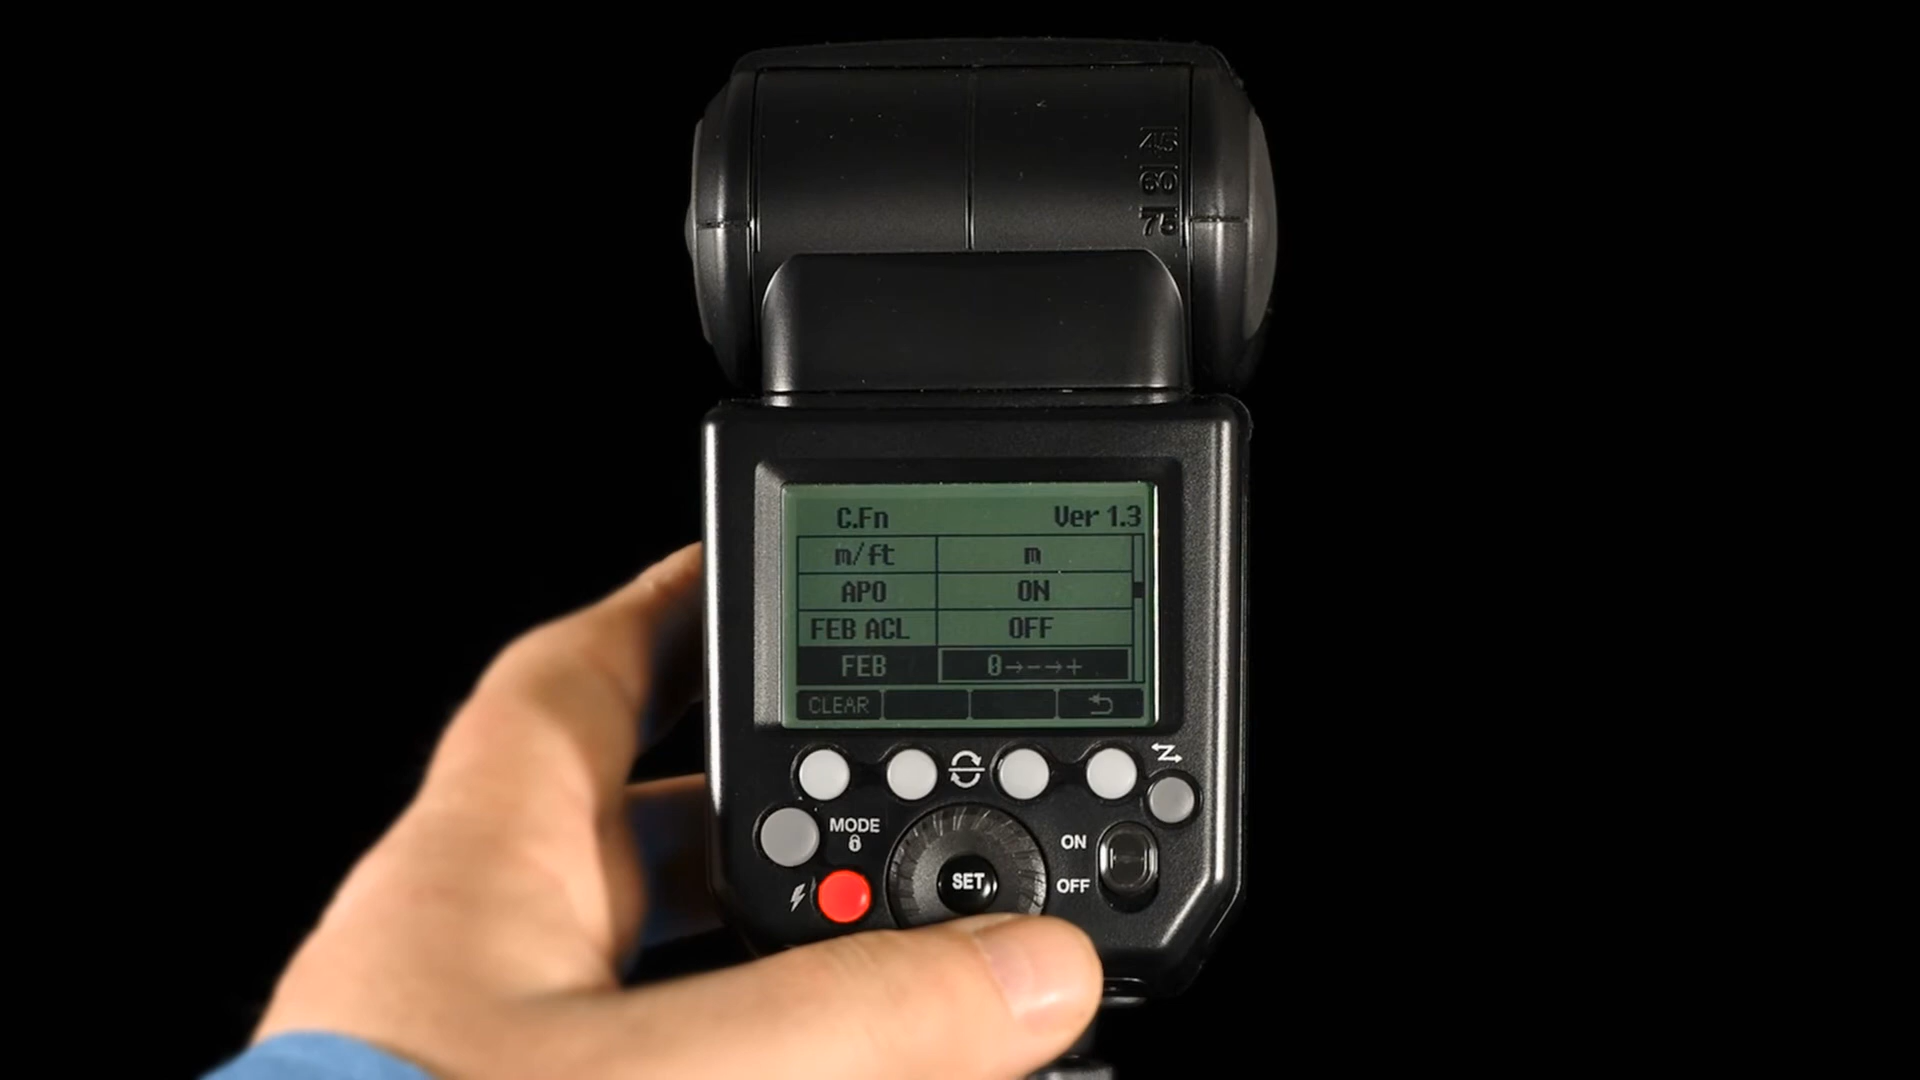 45
60
75
C.Fn Ver 1.3
m/ft m
APO ON
FEB ACL OFF
FEB 0→-→+
CLEAR
MODE
ON
SET
OFF